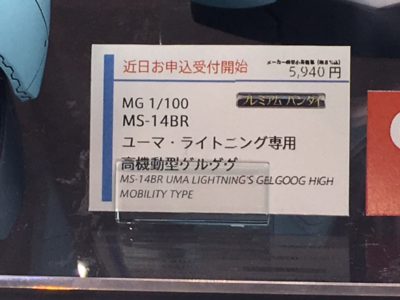 近日お申込受付開始
メーカー希望小売価格(税8%込)
5,940円
プレミアム バンダイ
MG 1/100
MS-14BR
ユーマ・ライトニング専用
高機動型ゲルググ
MS-14BR UMA LIGHTNING'S GELGOOG HIGH
MOBILITY TYPE